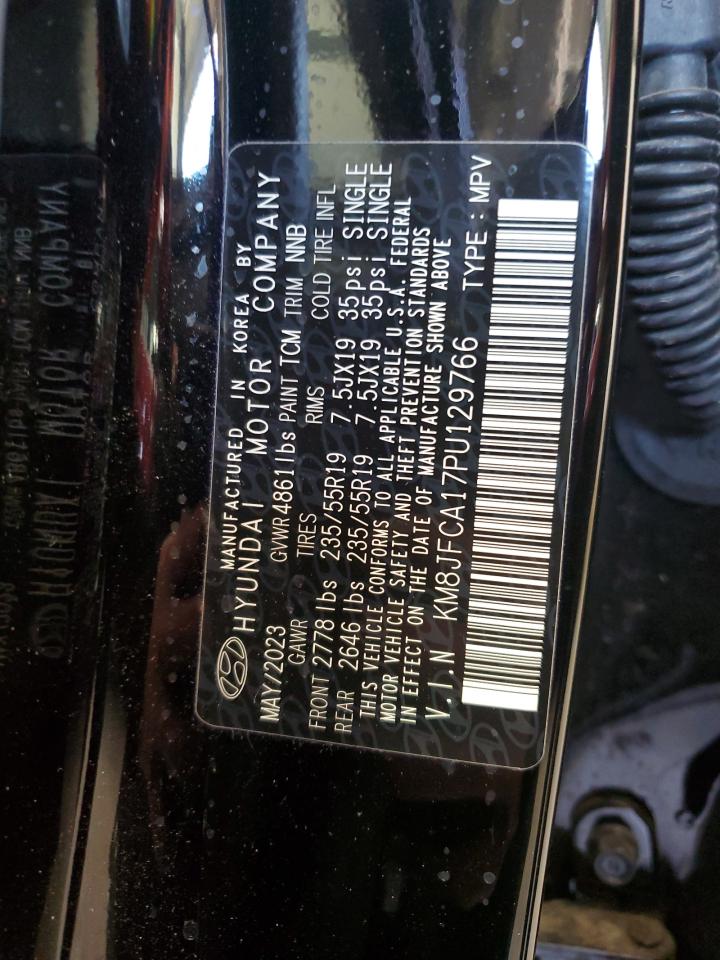 MANUFACTURED IN KOREA BY
HYUNDAI MOTOR COMPANY
MAY/2023 GVWR 4861 lbs PAINT TCM TRIM NNB
GAWR TIRES RIMS COLD TIRE INFL
FRONT 2778 lbs 235/55R19 7.5JX19 35psi SINGLE
REAR 2646 lbs 235/55R19 7.5JX19 35psi SINGLE
THIS VEHICLE CONFORMS TO ALL APPLICABLE U.S.A. FEDERAL
MOTOR VEHICLE SAFETY AND THEFT PREVENTION STANDARDS
IN EFFECT ON THE DATE OF MANUFACTURE SHOWN ABOVE
V.I.N KM8JFCA17PU129766 TYPE : MPV